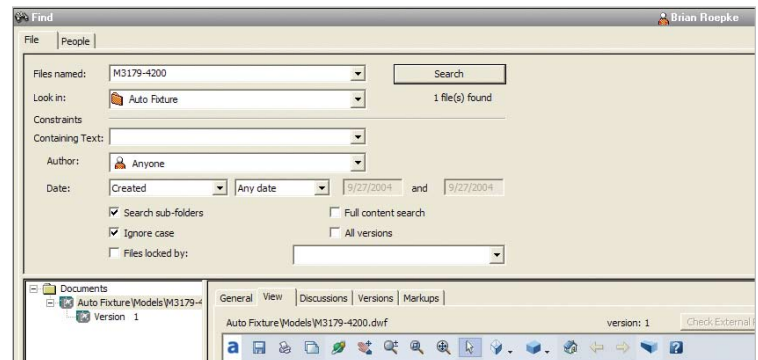 Find Brian Roepke
File People
Files named: M3179-4200 Search
Look in: Auto Fixture 1 file(s) found
Constraints
Containing Text:
Author: Anyone
Date: Created Any date 9/27/2004 and 9/27/2004
Search sub-folders Full content search
Ignore case All versions
Files locked by:
Documents
Auto Fixture\Models\M3179-4
Version 1
General View Discussions Versions Markups
Auto Fixture\Models\M3179-4200.dwf version: 1 Check External
a